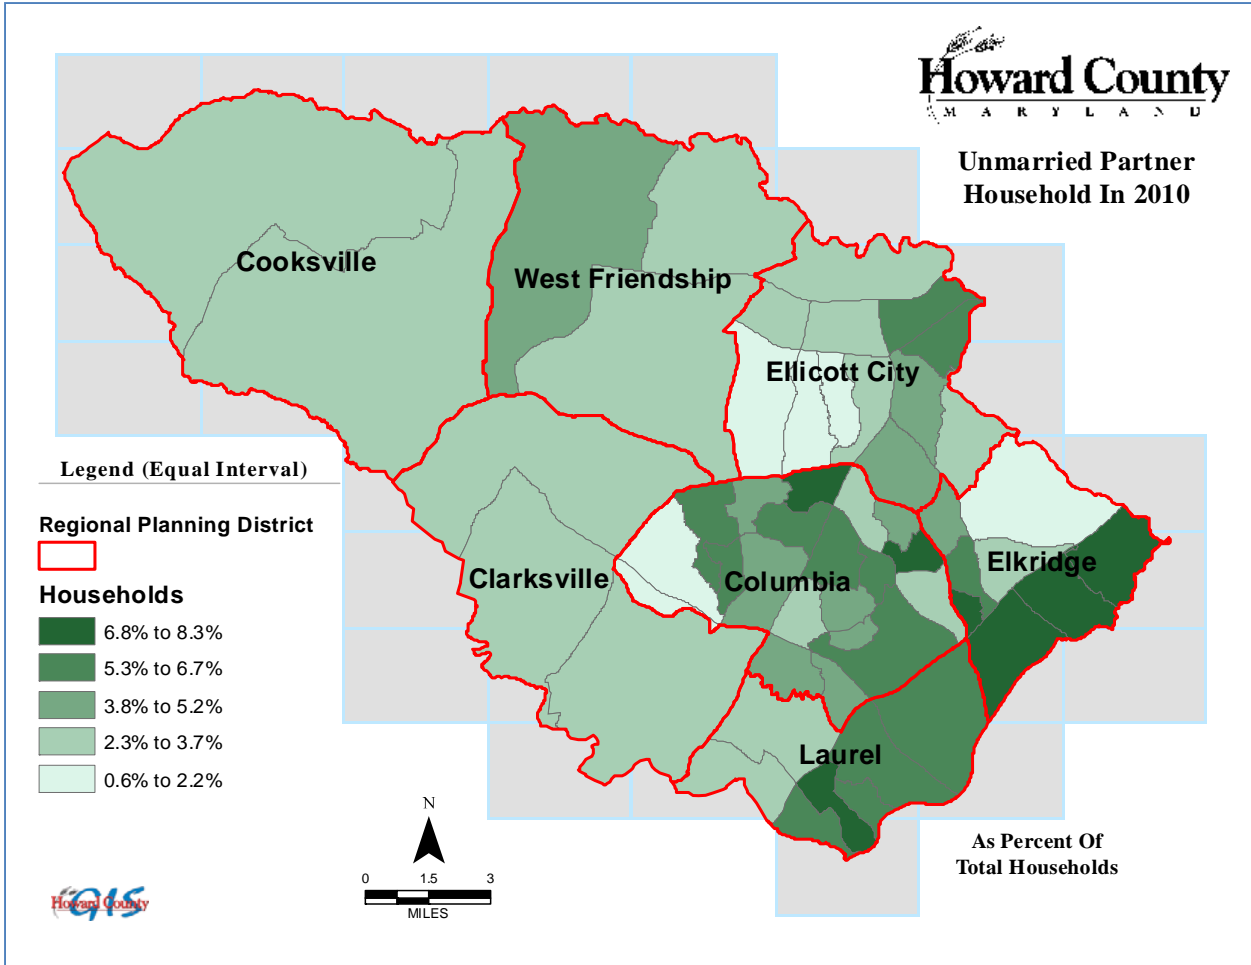 Howard County
MARYLAND
Unmarried Partner
Household In 2010
Cooksville
West Friendship
Ellicott City
Legend (Equal Interval)
Regional Planning District
Households
6.8% to 8.3%
5.3% to 6.7%
3.8% to 5.2%
2.3% to 3.7%
0.6% to 2.2%
Clarksville
Columbia
Elkridge
Laurel
N
0 1.5 3
MILES
As Percent Of
Total Households
Howard County
GIS